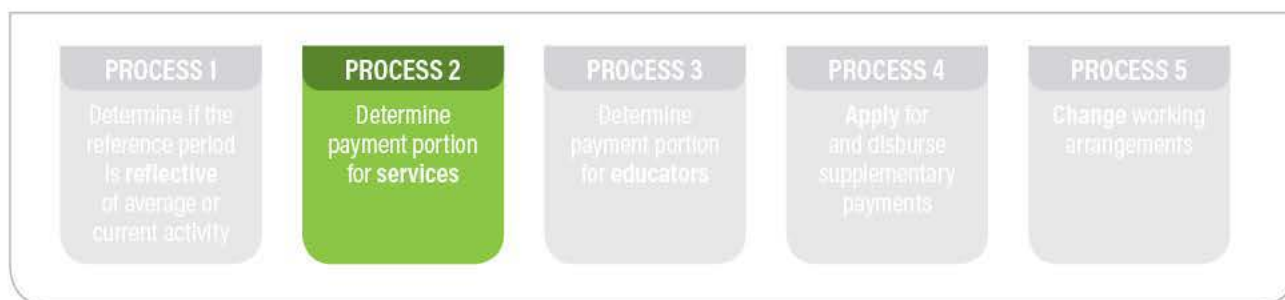 PROCESS 1
Determine if the
reference period
is reflective
of average or
current activity
PROCESS 2
Determine
payment portion
for services
PROCESS 3
Determine
payment portion
for educators
PROCESS 4
Apply for
and disburse
supplementary
payments
PROCESS 5
Change working
arrangements